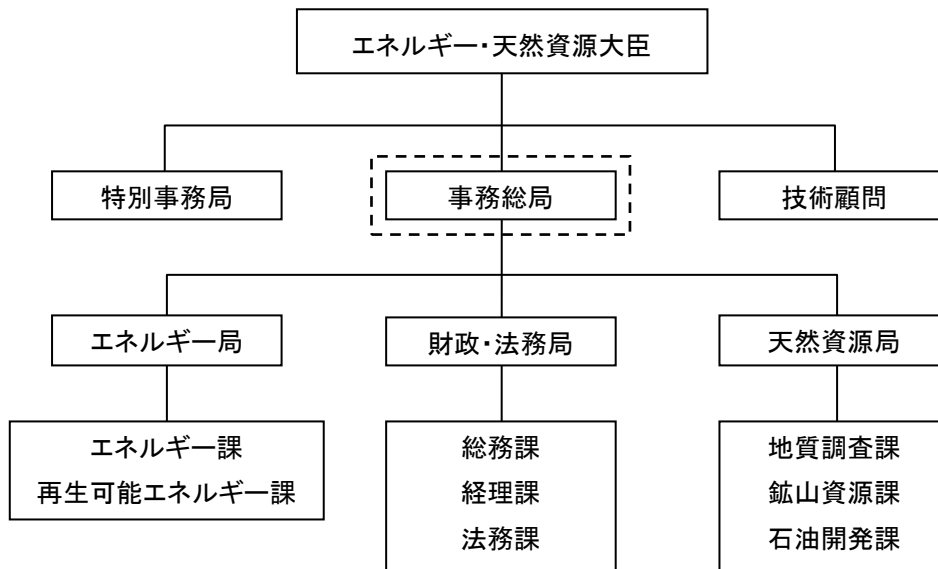 エネルギー・天然資源大臣
特別事務局
事務総局
技術顧問
エネルギー局
財政・法務局
天然資源局
エネルギー課
再生可能エネルギー課
総務課
経理課
法務課
地質調査課
鉱山資源課
石油開発課